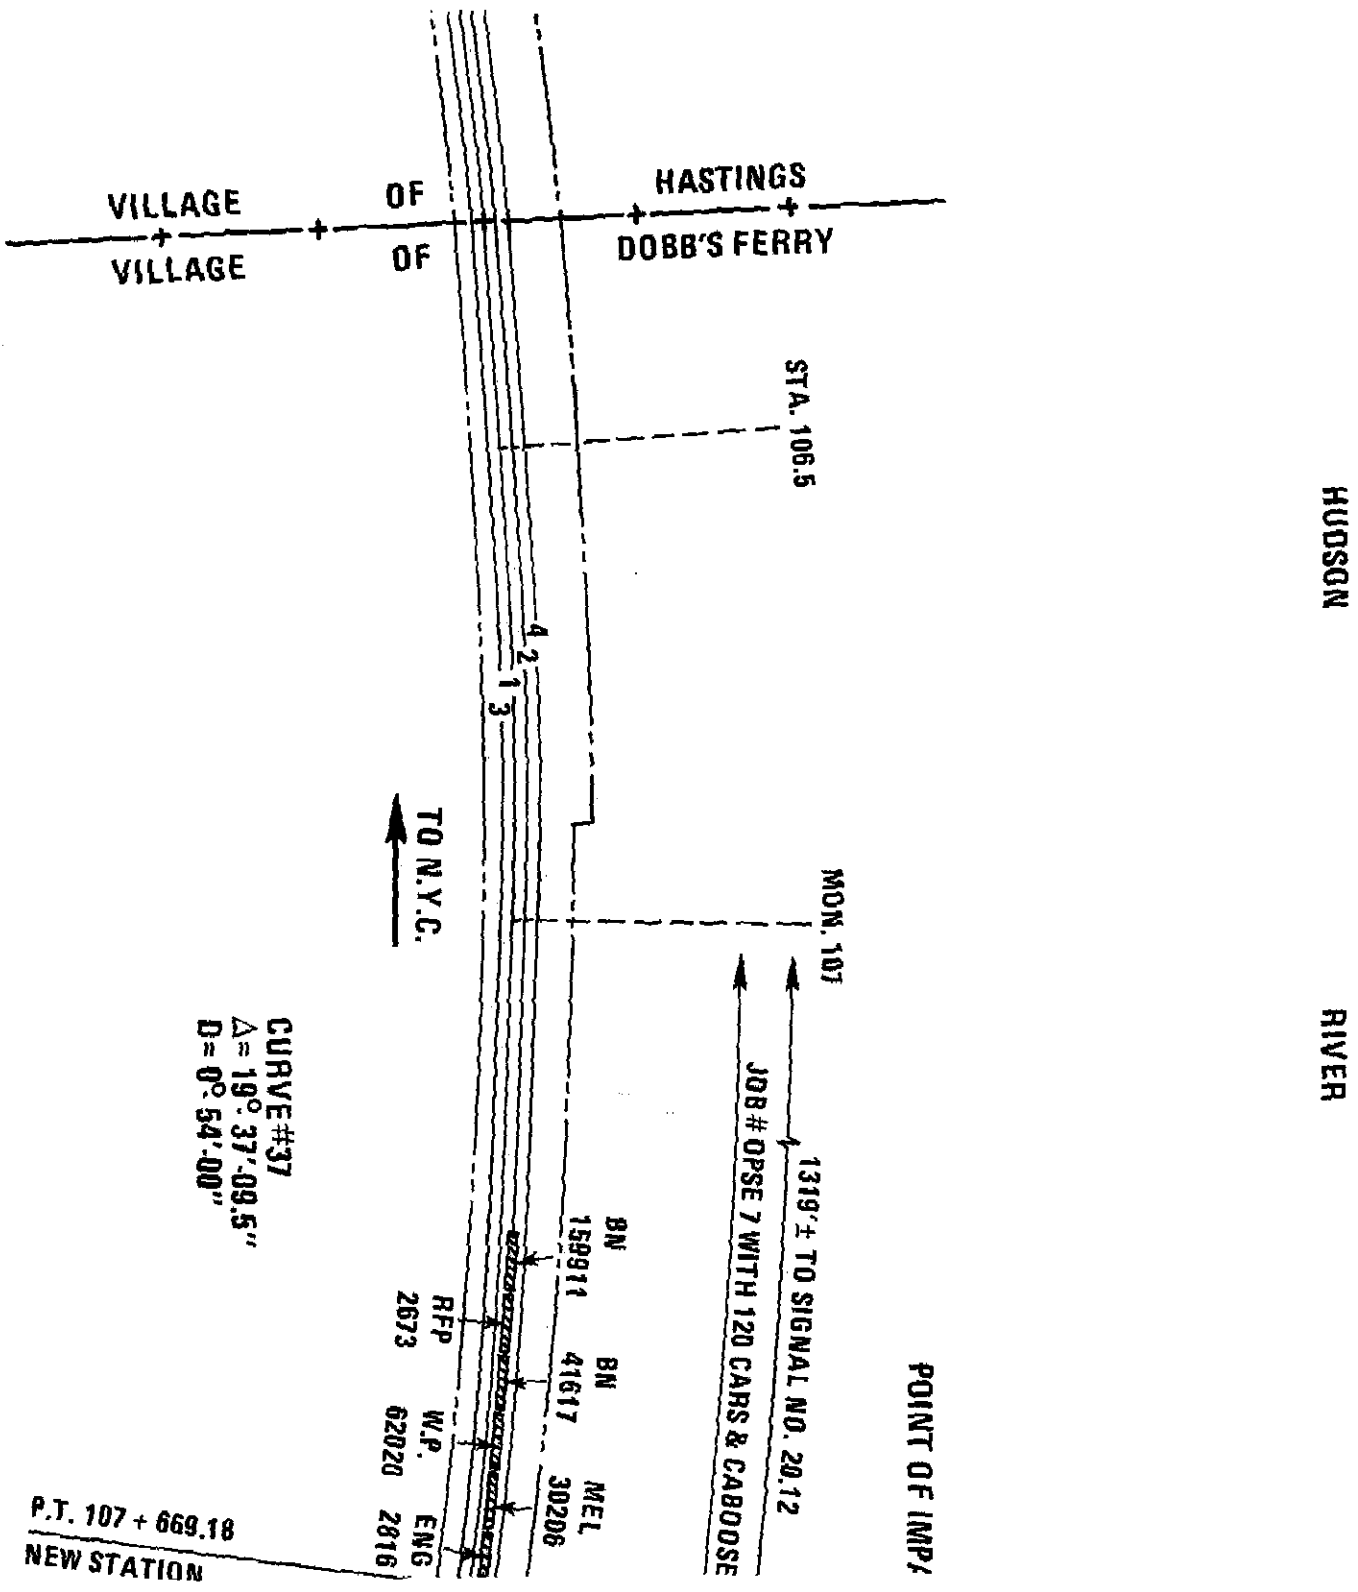 VILLAGE OF HASTINGS
VILLAGE OF DOBB'S FERRY
STA. 106.5
HUDSON RIVER
4
2
1
3
TO N.Y.C.
MON. 107
CURVE #37
Δ= 19°-37'-09.5"
D= 0°-54'-00"
1319'± TO SIGNAL NO. 20.12
JOB # OPSE 7 WITH 120 CARS & CABOOSE
POINT OF IMPA
BN
159911
RFP
2673
BN
41617
W.P.
62020
MEL
30206
ENG
2816
P.T. 107 + 669.18
NEW STATION